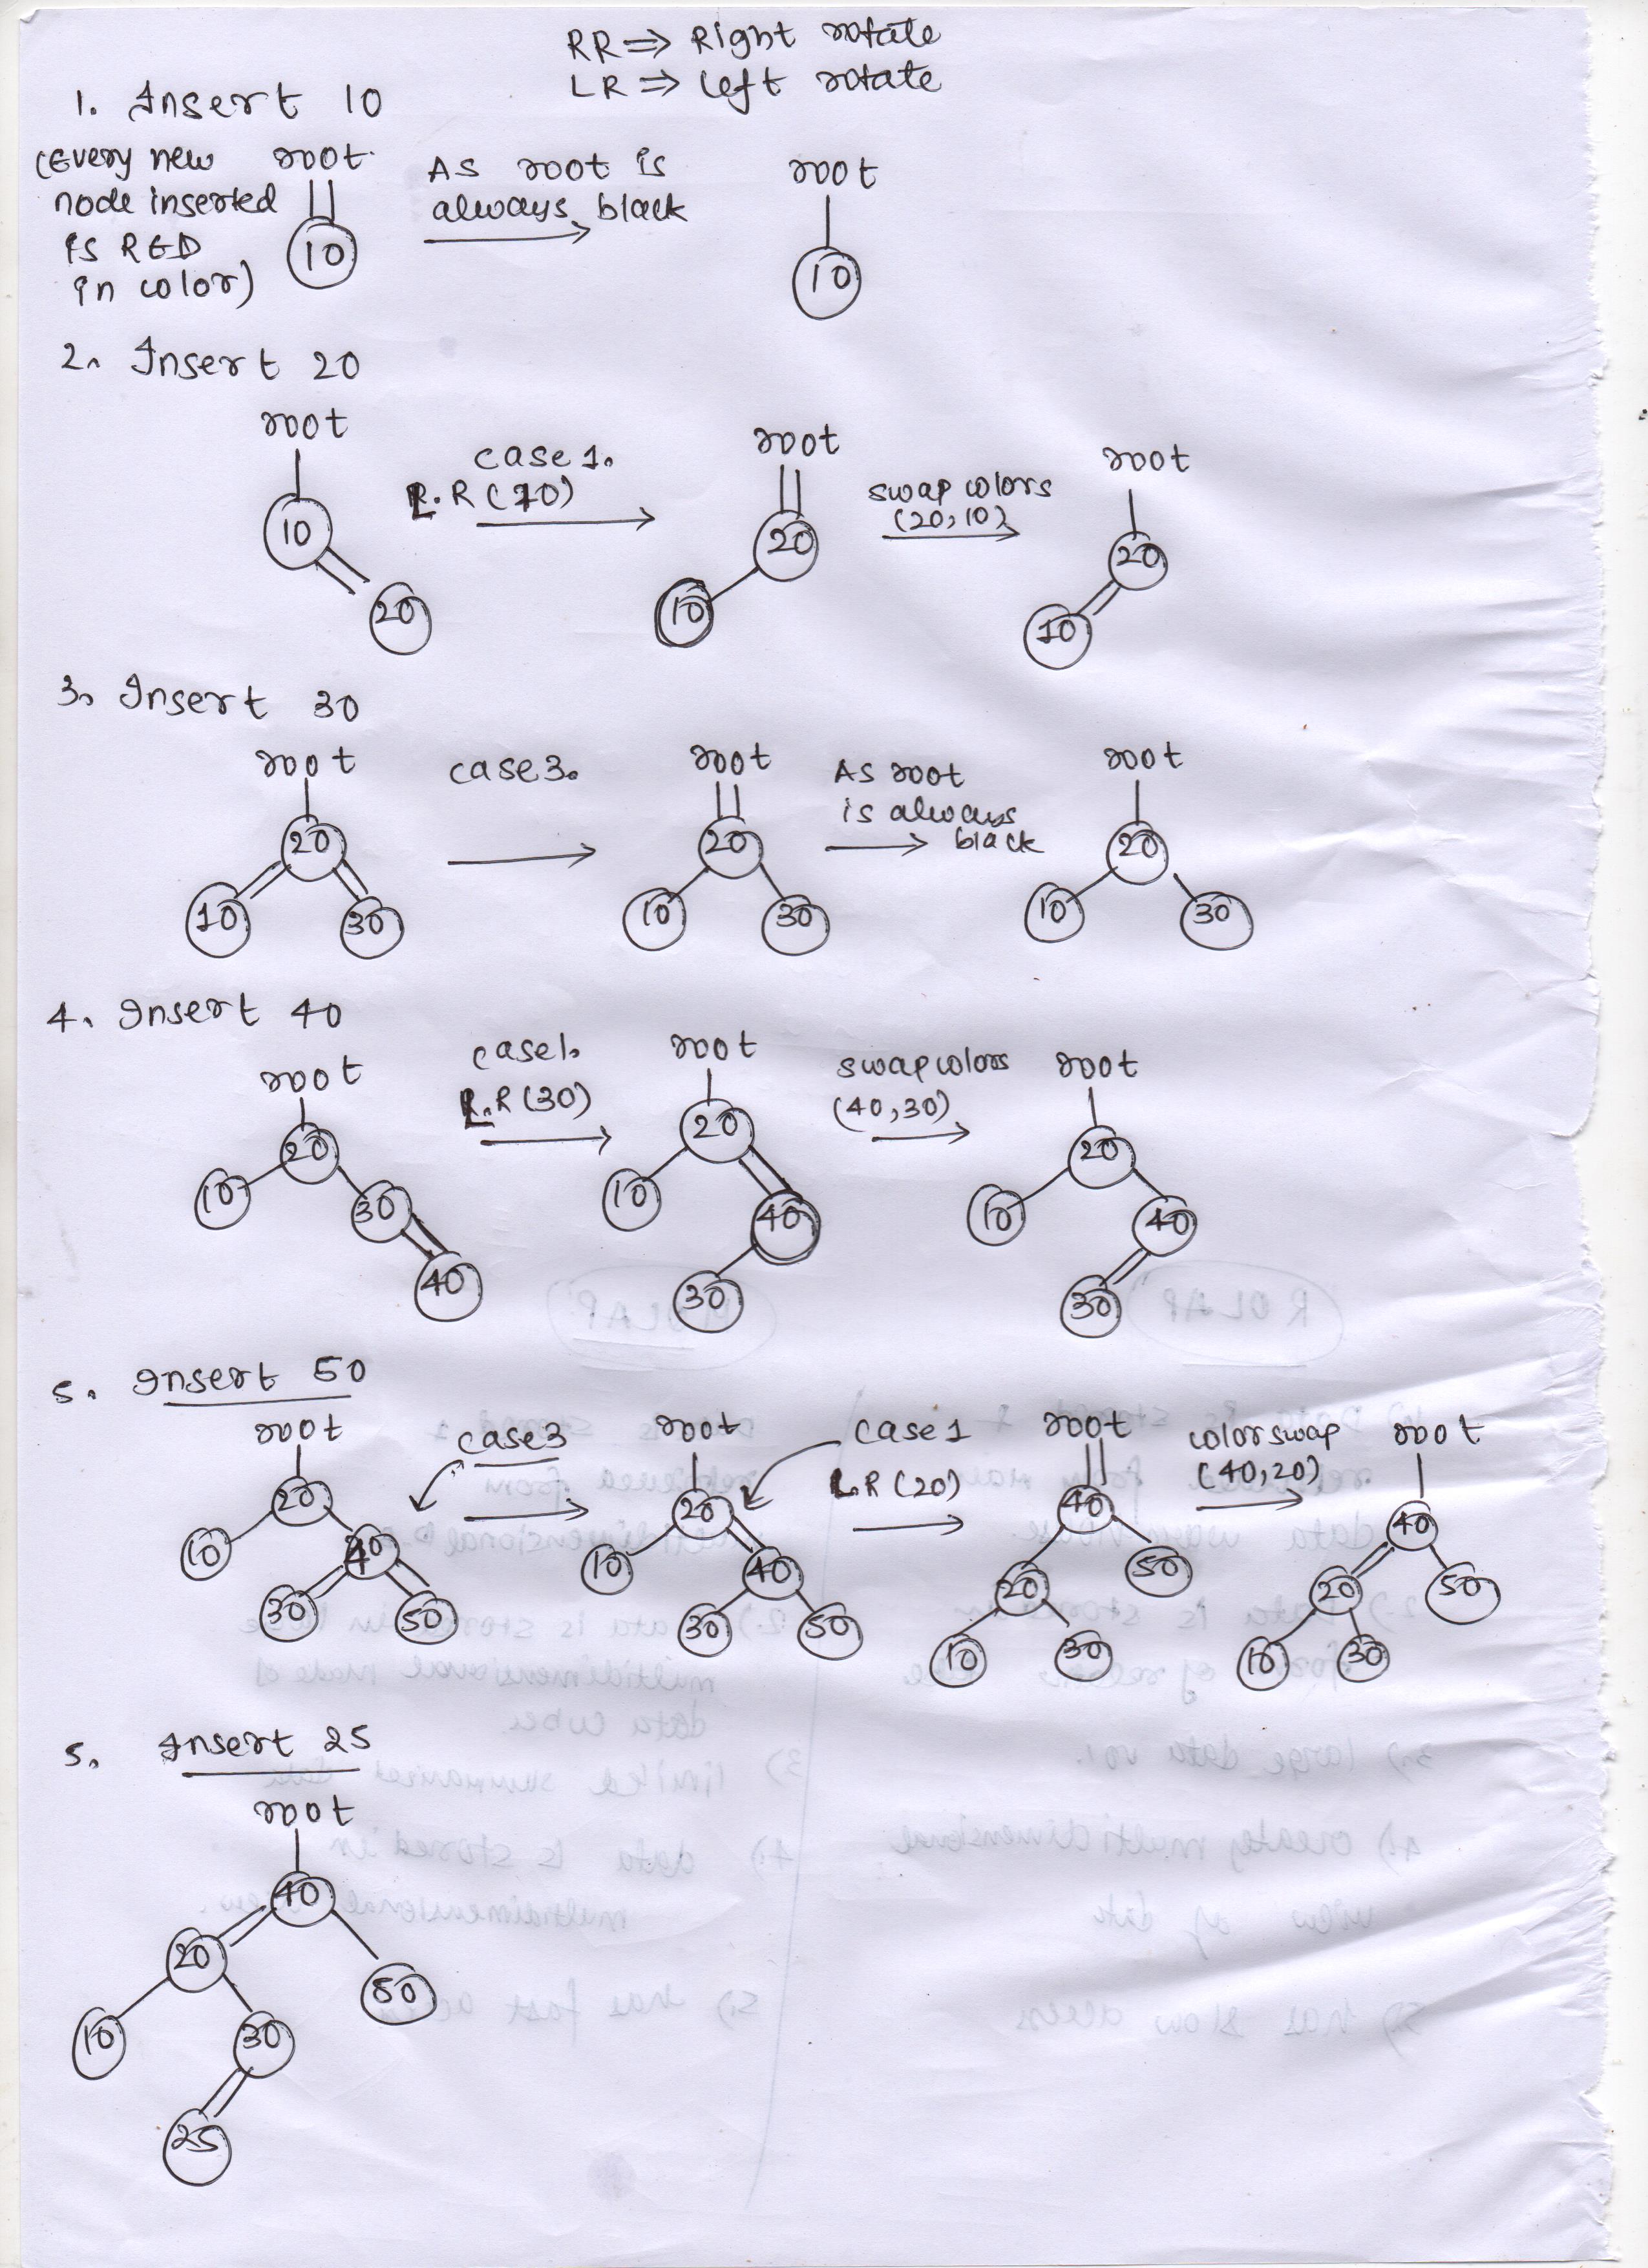 RR ⇒ Right rotate
LR ⇒ Left rotate
1. Insert 10
(Every new
node inserted
is RED
in color)
root
10
As root is
always black
root
10
2. Insert 20
root
10
20
case 1.
L.R (10)
root
20
10
swap colors
(20,10)
root
20
10
3. Insert 30
root
20
10 30
case 3.
root
20
10 30
As root
is always
black
root
20
10 30
4. Insert 40
root
20
10 30
40
case 1.
L.R (30)
root
20
10 40
30
swap colors
(40,30)
root
20
10 40
30
5. Insert 50
root
20
10 40
30 50
case 3
root
20
10 40
30 50
case 1
L.R (20)
root
40
20 50
10 30
color swap
(40,20)
root
40
20 50
10 30
5. Insert 25
root
40
20 50
10 30
25